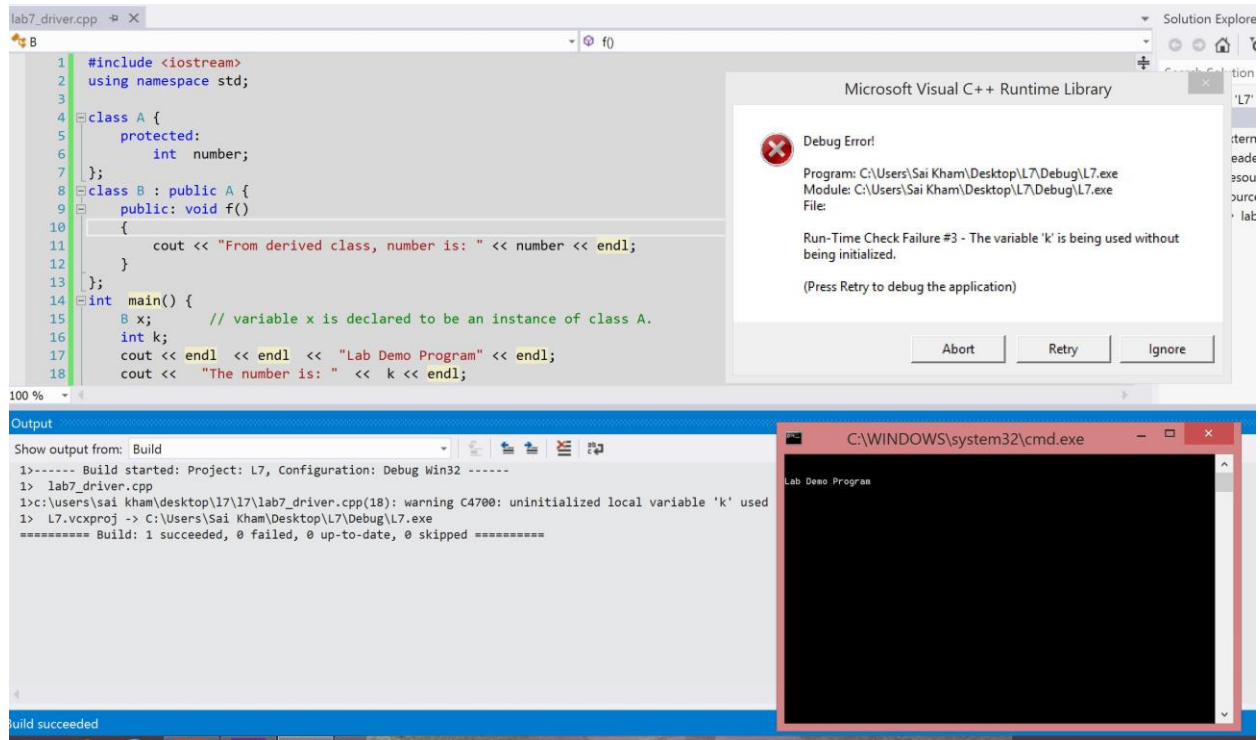 lab7_driver.cpp
Solution Explore
B
f()
1 #include <iostream>
2 using namespace std;
3
4 class A {
5 protected:
6 int number;
7 };
8 class B : public A {
9 public: void f()
10 {
11 cout << "From derived class, number is: " << number << endl;
12 }
13 };
14 int main() {
15 B x; // variable x is declared to be an instance of class A.
16 int k;
17 cout << endl << endl << "Lab Demo Program" << endl;
18 cout << "The number is: " << k << endl;
100 %
tion
'L7'
xtern
eade
esou
ource
lab
Microsoft Visual C++ Runtime Library
Debug Error!
Program: C:\Users\Sai Kham\Desktop\L7\Debug\L7.exe
Module: C:\Users\Sai Kham\Desktop\L7\Debug\L7.exe
File:
Run-Time Check Failure #3 - The variable 'k' is being used without
being initialized.
(Press Retry to debug the application)
Abort Retry Ignore
Output
Show output from: Build
1>------ Build started: Project: L7, Configuration: Debug Win32 ------
1> lab7_driver.cpp
1>c:\users\sai kham\desktop\l7\l7\lab7_driver.cpp(18): warning C4700: uninitialized local variable 'k' used
1> L7.vcxproj -> C:\Users\Sai Kham\Desktop\L7\Debug\L7.exe
========== Build: 1 succeeded, 0 failed, 0 up-to-date, 0 skipped ==========
C:\WINDOWS\system32\cmd.exe
Lab Demo Program
Build succeeded